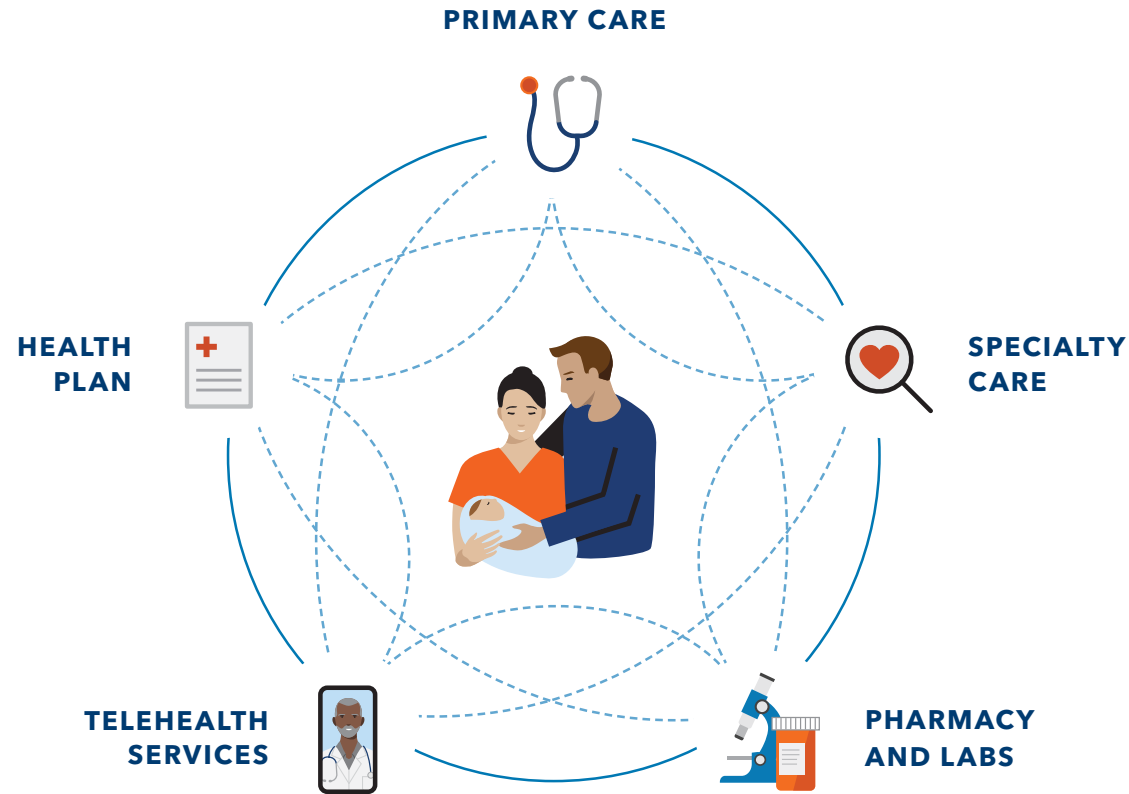 PRIMARY CARE
HEALTH
PLAN
SPECIALTY
CARE
TELEHEALTH
SERVICES
PHARMACY
AND LABS